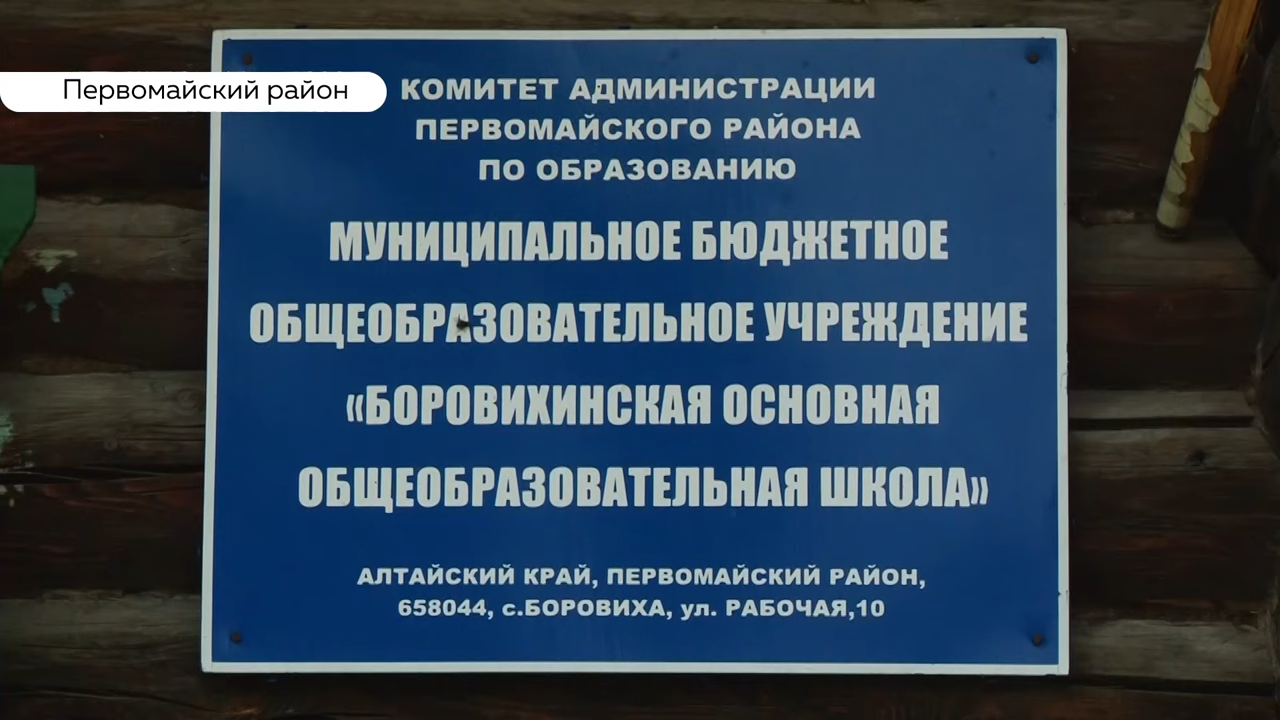 Первомайский район
КОМИТЕТ АДМИНИСТРАЦИИ
ПЕРВОМАЙСКОГО РАЙОНА
ПО ОБРАЗОВАНИЮ
МУНИЦИПАЛЬНОЕ БЮДЖЕТНОЕ
ОБЩЕОБРАЗОВАТЕЛЬНОЕ УЧРЕЖДЕНИЕ
«БОРОВИХИНСКАЯ ОСНОВНАЯ
ОБЩЕОБРАЗОВАТЕЛЬНАЯ ШКОЛА»
АЛТАЙСКИЙ КРАЙ, ПЕРВОМАЙСКИЙ РАЙОН,
658044, с.БОРОВИХА, ул. РАБОЧАЯ,10